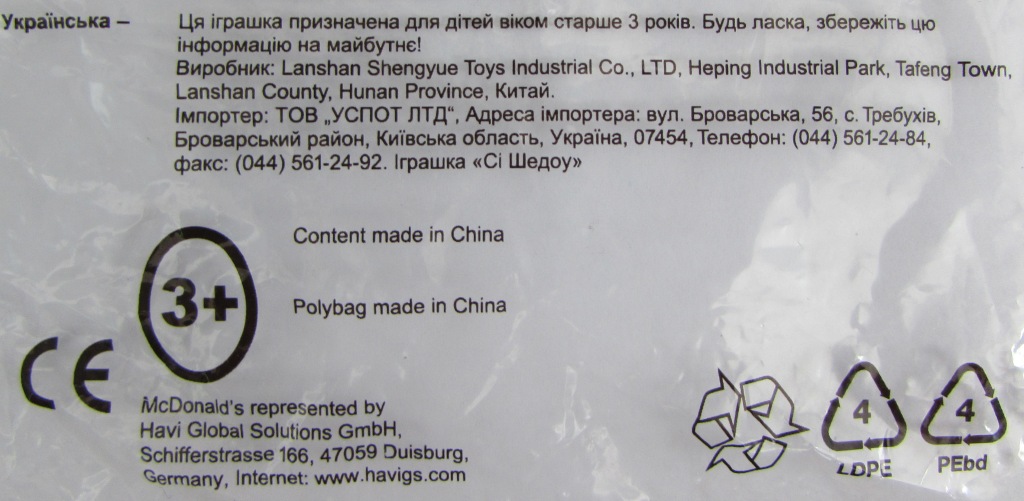 Українська – Ця іграшка призначена для дітей віком старше 3 років. Будь ласка, збережіть цю
інформацію на майбутнє!
Виробник: Lanshan Shengyue Toys Industrial Co., LTD, Heping Industrial Park, Tafeng Town,
Lanshan County, Hunan Province, Китай.
Імпортер: ТОВ „УСПОТ ЛТД“, Адреса імпортера: вул. Броварська, 56, с. Требухів,
Броварський район, Київська область, Україна, 07454, Телефон: (044) 561-24-84,
факс: (044) 561-24-92. Іграшка «Сі Шедоу»
Content made in China
3+
Polybag made in China
CE
McDonald's represented by
Havi Global Solutions GmbH,
Schifferstrasse 166, 47059 Duisburg,
Germany, Internet: www.havigs.com
4 4
LDPE PEbd